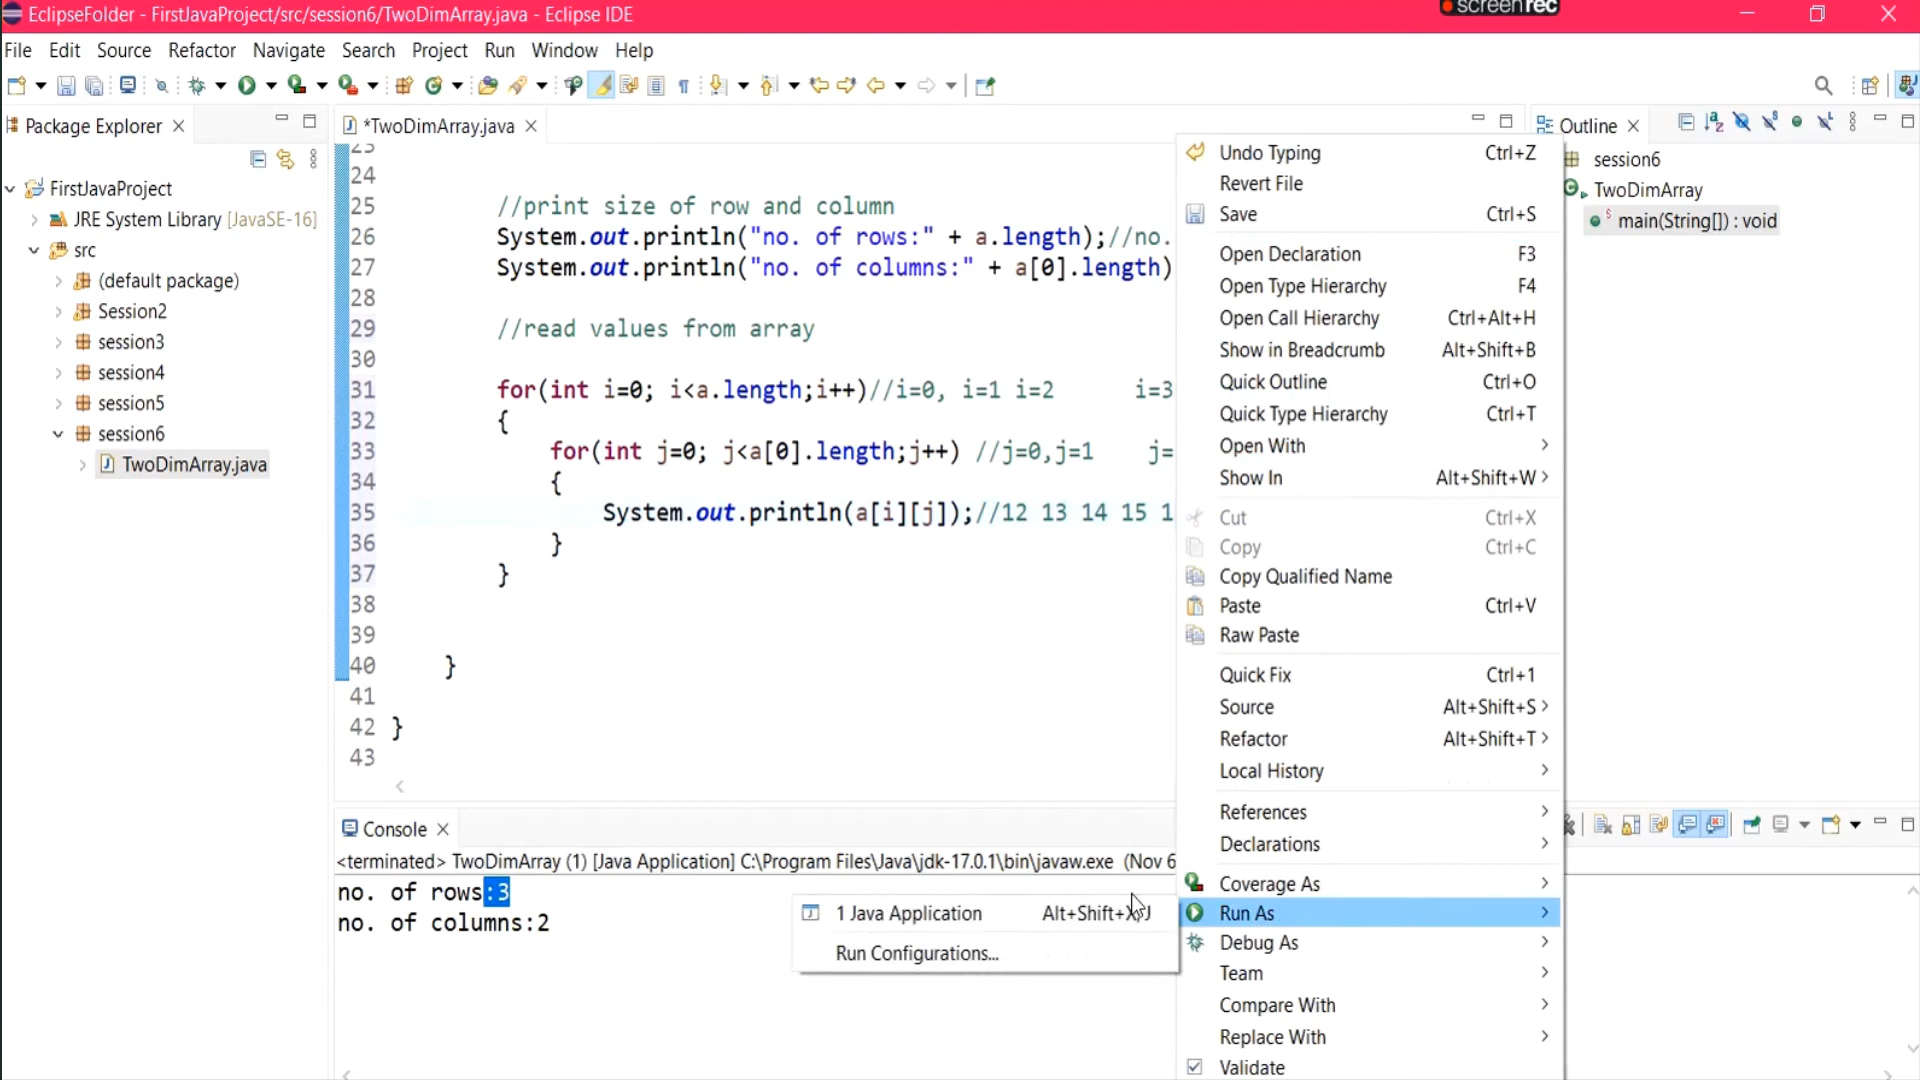 EclipseFolder - FirstJavaProject/src/session6/TwoDimArray.java - Eclipse IDE
screenrec
File Edit Source Refactor Navigate Search Project Run Window Help
Package Explorer
FirstJavaProject
JRE System Library [JavaSE-16]
src
(default package)
Session2
session3
session4
session5
session6
TwoDimArray.java
*TwoDimArray.java
23
24
25 //print size of row and column
26 System.out.println("no. of rows:" + a.length);//no.
27 System.out.println("no. of columns:" + a[0].length)
28
29 //read values from array
30
31 for(int i=0; i<a.length;i++)//i=0, i=1 i=2 i=3
32 {
33 for(int j=0; j<a[0].length;j++) //j=0,j=1 j=
34 {
35 System.out.println(a[i][j]);//12 13 14 15 1
36 }
37 }
38
39
40 }
41
42 }
43
Console
<terminated> TwoDimArray (1) [Java Application] C:\Program Files\Java\jdk-17.0.1\bin\javaw.exe (Nov 6
no. of rows:3
no. of columns:2
1 Java Application Alt+Shift+X, J
Run Configurations...
Undo Typing Ctrl+Z
Revert File
Save Ctrl+S
Open Declaration F3
Open Type Hierarchy F4
Open Call Hierarchy Ctrl+Alt+H
Show in Breadcrumb Alt+Shift+B
Quick Outline Ctrl+O
Quick Type Hierarchy Ctrl+T
Open With
Show In Alt+Shift+W
Cut Ctrl+X
Copy Ctrl+C
Copy Qualified Name
Paste Ctrl+V
Raw Paste
Quick Fix Ctrl+1
Source Alt+Shift+S
Refactor Alt+Shift+T
Local History
References
Declarations
Coverage As
Run As
Debug As
Team
Compare With
Replace With
Validate
Outline
session6
TwoDimArray
main(String[]) : void